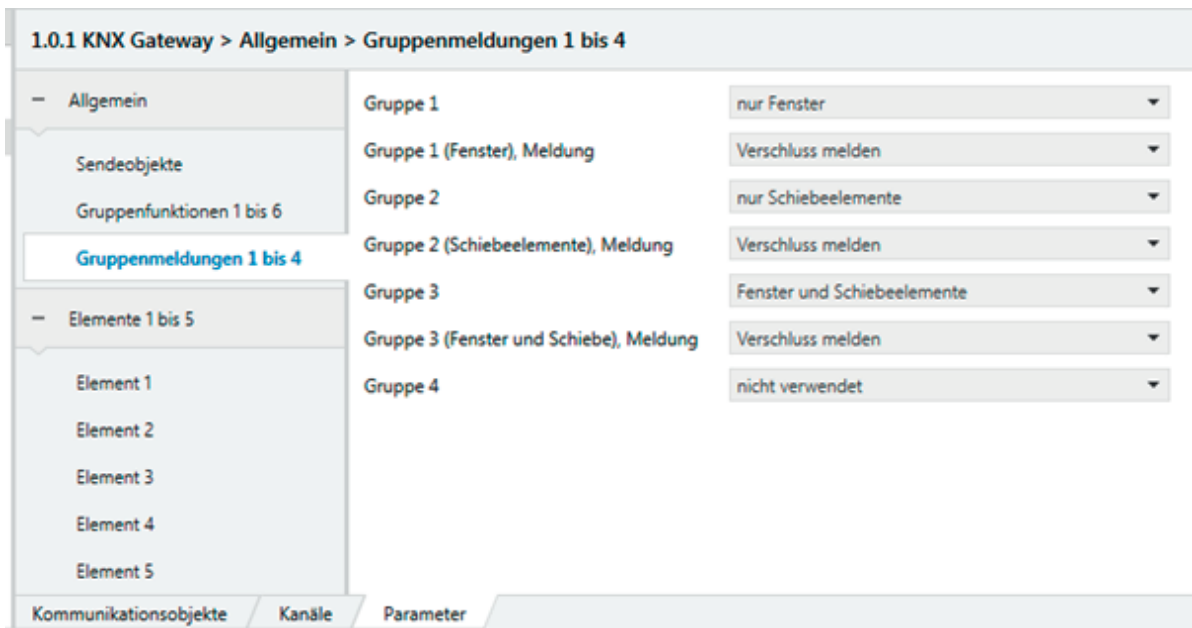 1.0.1 KNX Gateway > Allgemein > Gruppenmeldungen 1 bis 4
− Allgemein
Sendeobjekte
Gruppenfunktionen 1 bis 6
Gruppenmeldungen 1 bis 4
− Elemente 1 bis 5
Element 1
Element 2
Element 3
Element 4
Element 5
Gruppe 1 nur Fenster
Gruppe 1 (Fenster), Meldung Verschluss melden
Gruppe 2 nur Schiebeelemente
Gruppe 2 (Schiebeelemente), Meldung Verschluss melden
Gruppe 3 Fenster und Schiebeelemente
Gruppe 3 (Fenster und Schiebe), Meldung Verschluss melden
Gruppe 4 nicht verwendet
Kommunikationsobjekte Kanäle Parameter